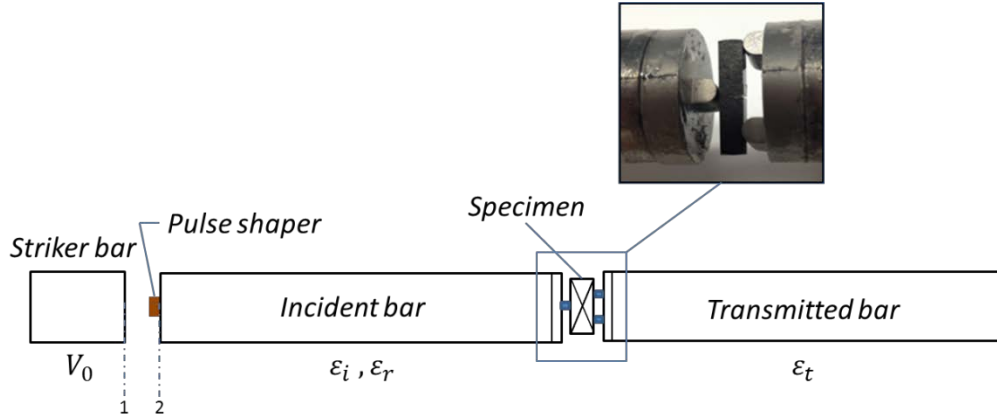 Specimen
Pulse shaper
Striker bar
Incident bar
Transmitted bar
V₀
εᵢ , εᵣ
εₜ
1
2